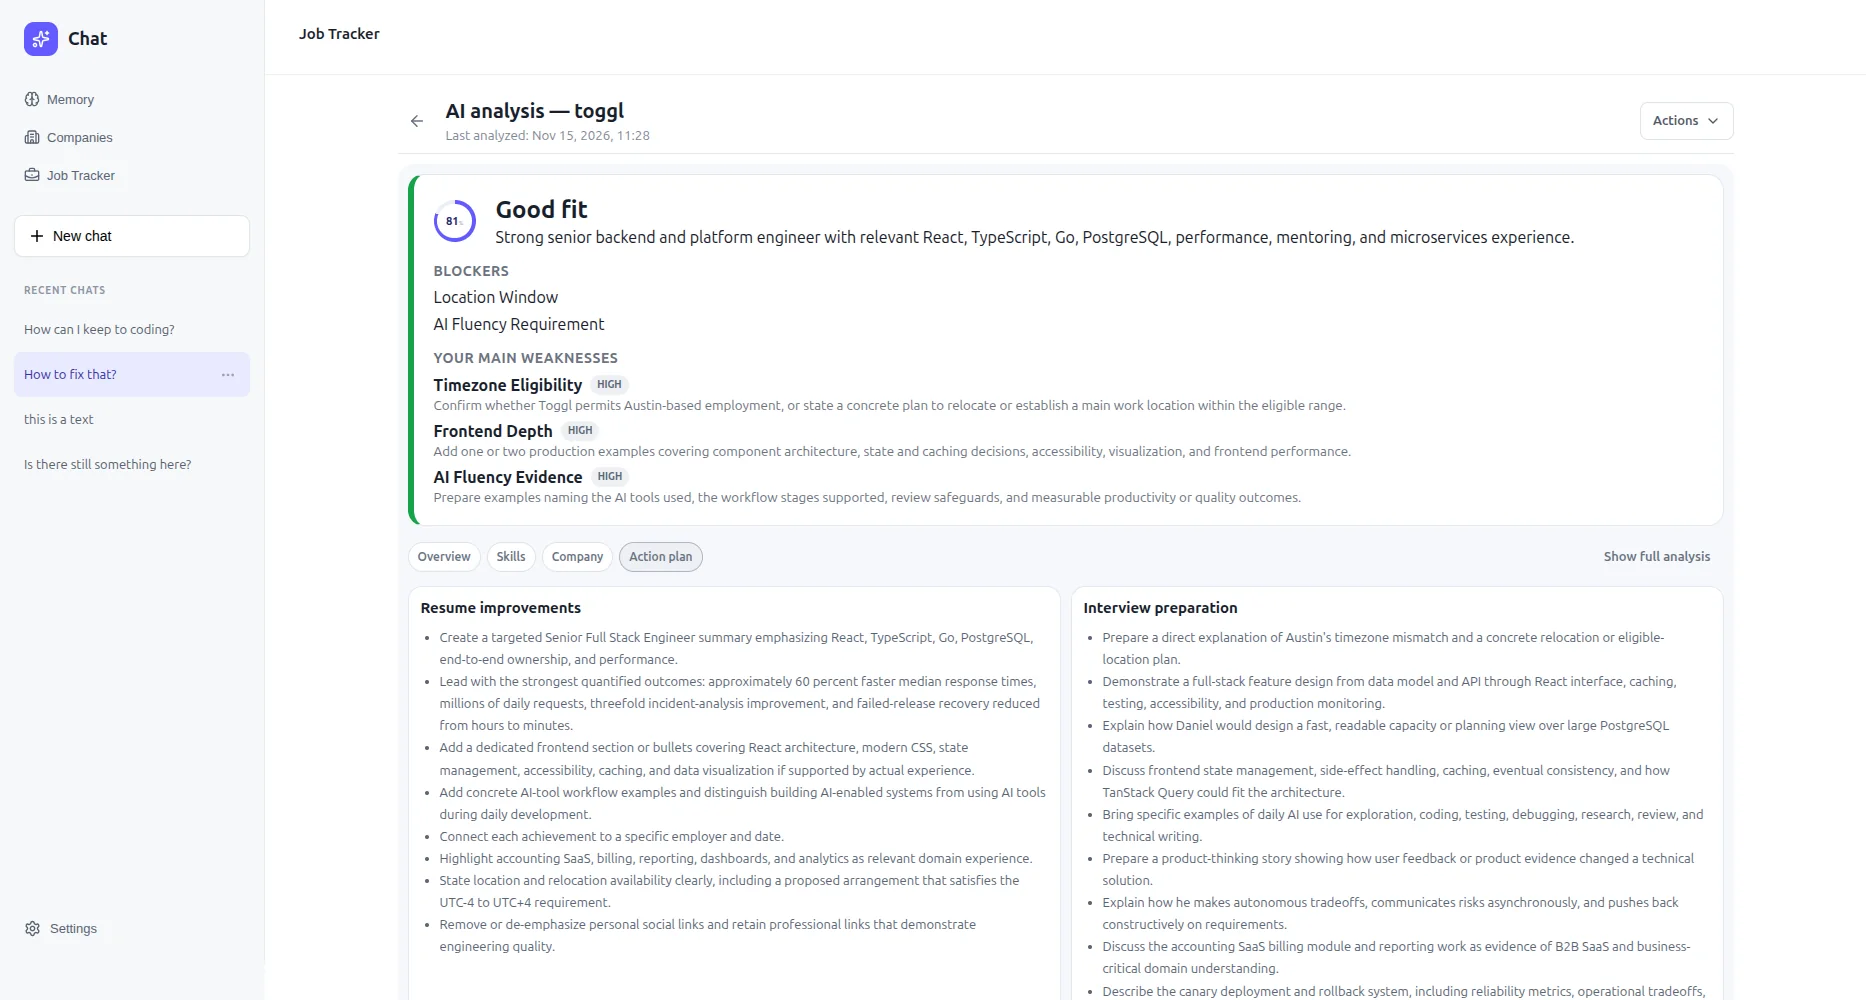 Chat
Memory
Companies
Job Tracker
New chat
RECENT CHATS
How can I keep to coding?
How to fix that?
this is a text
Is there still something here?
Settings
Job Tracker
AI analysis — toggl
Last analyzed: Nov 15, 2026, 11:28
Actions
81%
Good fit
Strong senior backend and platform engineer with relevant React, TypeScript, Go, PostgreSQL, performance, mentoring, and microservices experience.
BLOCKERS
Location Window
AI Fluency Requirement
YOUR MAIN WEAKNESSES
Timezone Eligibility HIGH
Confirm whether Toggl permits Austin-based employment, or state a concrete plan to relocate or establish a main work location within the eligible range.
Frontend Depth HIGH
Add one or two production examples covering component architecture, state and caching decisions, accessibility, visualization, and frontend performance.
AI Fluency Evidence HIGH
Prepare examples naming the AI tools used, the workflow stages supported, review safeguards, and measurable productivity or quality outcomes.
Overview Skills Company Action plan Show full analysis
Resume improvements
• Create a targeted Senior Full Stack Engineer summary emphasizing React, TypeScript, Go, PostgreSQL,
end-to-end ownership, and performance.
• Lead with the strongest quantified outcomes: approximately 60 percent faster median response times,
millions of daily requests, threefold incident-analysis improvement, and failed-release recovery reduced
from hours to minutes.
• Add a dedicated frontend section or bullets covering React architecture, modern CSS, state
management, accessibility, caching, and data visualization if supported by actual experience.
• Add concrete AI-tool workflow examples and distinguish building AI-enabled systems from using AI tools
during daily development.
• Connect each achievement to a specific employer and date.
• Highlight accounting SaaS, billing, reporting, dashboards, and analytics as relevant domain experience.
• State location and relocation availability clearly, including a proposed arrangement that satisfies the
UTC-4 to UTC+4 requirement.
• Remove or de-emphasize personal social links and retain professional links that demonstrate
engineering quality.
Interview preparation
• Prepare a direct explanation of Austin's timezone mismatch and a concrete relocation or eligible-
location plan.
• Demonstrate a full-stack feature design from data model and API through React interface, caching,
testing, accessibility, and production monitoring.
• Explain how Daniel would design a fast, readable capacity or planning view over large PostgreSQL
datasets.
• Discuss frontend state management, side-effect handling, caching, eventual consistency, and how
TanStack Query could fit the architecture.
• Bring specific examples of daily AI use for exploration, coding, testing, debugging, research, review, and
technical writing.
• Prepare a product-thinking story showing how user feedback or product evidence changed a technical
solution.
• Explain how he makes autonomous tradeoffs, communicates risks asynchronously, and pushes back
constructively on requirements.
• Discuss the accounting SaaS billing module and reporting work as evidence of B2B SaaS and business-
critical domain understanding.
• Describe the canary deployment and rollback system, including reliability metrics, operational tradeoffs,